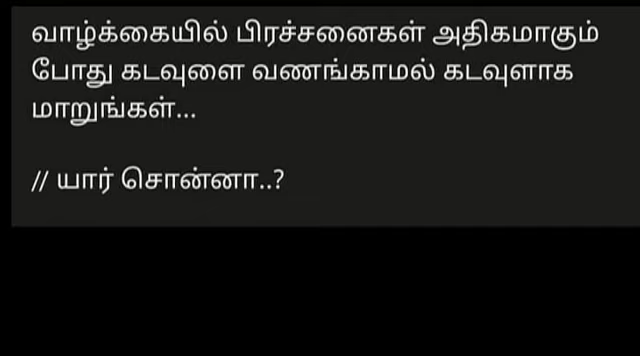 வாழ்க்கையில் பிரச்சனைகள் அதிகமாகும்
போது கடவுளை வணங்காமல் கடவுளாக
மாறுங்கள்...
// யார் சொன்னா..?